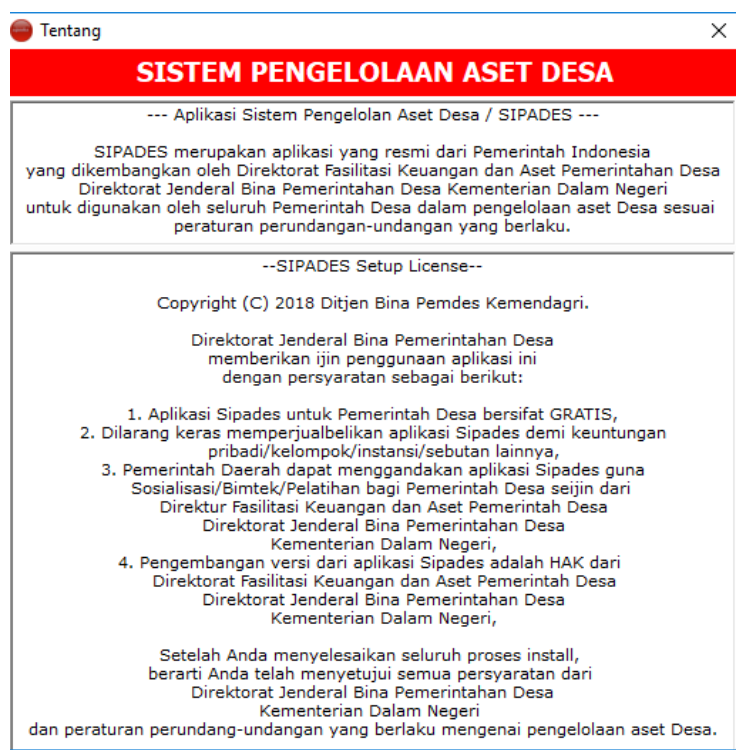 Tentang
SISTEM PENGELOLAAN ASET DESA
--- Aplikasi Sistem Pengelolan Aset Desa / SIPADES ---
SIPADES merupakan aplikasi yang resmi dari Pemerintah Indonesia
yang dikembangkan oleh Direktorat Fasilitasi Keuangan dan Aset Pemerintahan Desa
Direktorat Jenderal Bina Pemerintahan Desa Kementerian Dalam Negeri
untuk digunakan oleh seluruh Pemerintah Desa dalam pengelolaan aset Desa sesuai
peraturan perundangan-undangan yang berlaku.
--SIPADES Setup License--
Copyright (C) 2018 Ditjen Bina Pemdes Kemendagri.
Direktorat Jenderal Bina Pemerintahan Desa
memberikan ijin penggunaan aplikasi ini
dengan persyaratan sebagai berikut:
1. Aplikasi Sipades untuk Pemerintah Desa bersifat GRATIS,
2. Dilarang keras memperjualbelikan aplikasi Sipades demi keuntungan
pribadi/kelompok/instansi/sebutan lainnya,
3. Pemerintah Daerah dapat menggandakan aplikasi Sipades guna
Sosialisasi/Bimtek/Pelatihan bagi Pemerintah Desa seijin dari
Direktur Fasilitasi Keuangan dan Aset Pemerintah Desa
Direktorat Jenderal Bina Pemerintahan Desa
Kementerian Dalam Negeri,
4. Pengembangan versi dari aplikasi Sipades adalah HAK dari
Direktorat Fasilitasi Keuangan dan Aset Pemerintah Desa
Direktorat Jenderal Bina Pemerintahan Desa
Kementerian Dalam Negeri,
Setelah Anda menyelesaikan seluruh proses install,
berarti Anda telah menyetujui semua persyaratan dari
Direktorat Jenderal Bina Pemerintahan Desa
Kementerian Dalam Negeri
dan peraturan perundang-undangan yang berlaku mengenai pengelolaan aset Desa.